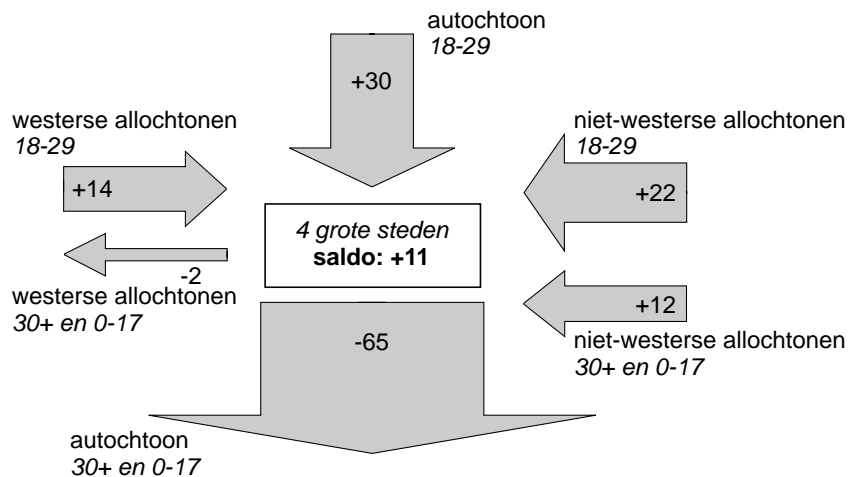 autochtoon
18-29
+30
westerse allochtonen
18-29
+14
niet-westerse allochtonen
18-29
+22
4 grote steden
saldo: +11
-2
westerse allochtonen
30+ en 0-17
+12
niet-westerse allochtonen
30+ en 0-17
-65
autochtoon
30+ en 0-17